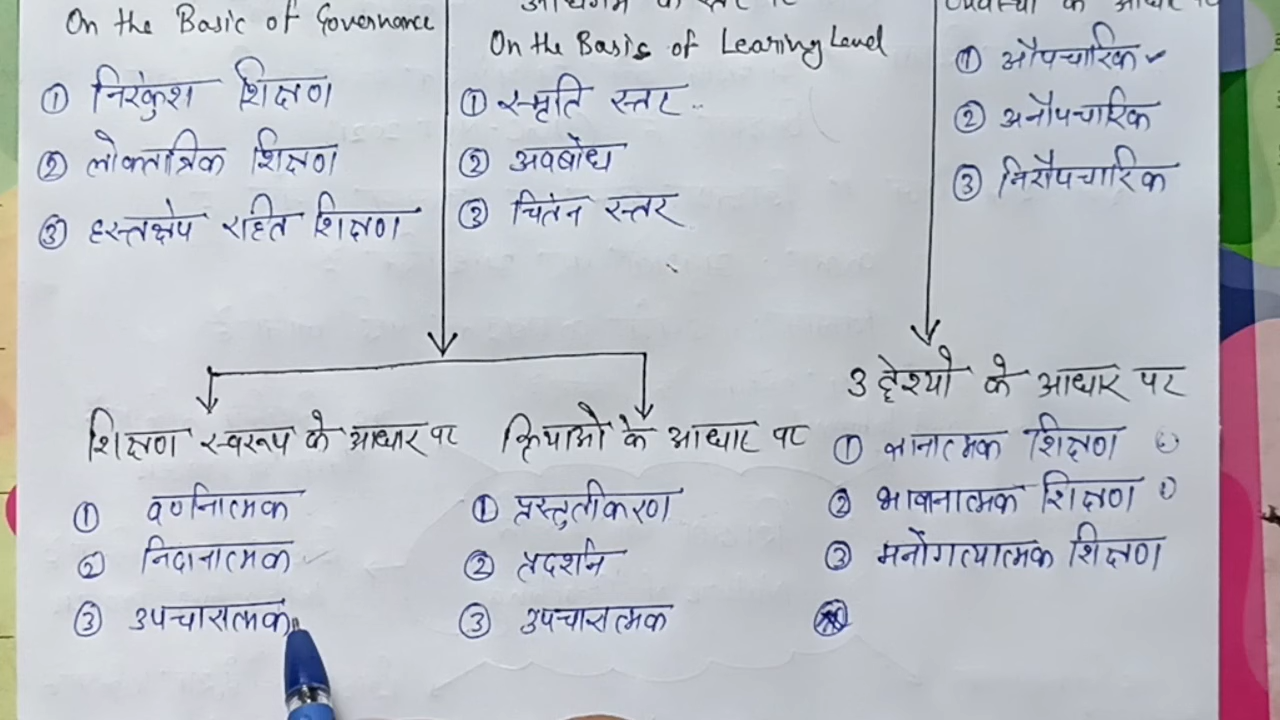 On the Basic of Governance
① निरंकुश शिक्षण
② लोकतात्रिक शिक्षण
③ हस्तक्षेप रहित शिक्षण
On the Basis of Learing Level
① स्मृति स्तर
② अवबोध
③ चितंन स्तर
① औपचारिक
② अनौपचारिक
③ निरौपचारिक
शिक्षण स्वरूप के आधार पर
① वर्णनात्मक
② निदानात्मक
③ उपचारात्मक
क्रियाओं के आधार पर
① प्रस्तुतीकरण
② प्रदर्शन
③ उपचारात्मक
उद्देश्यो के आधार पर
① ज्ञानात्मक शिक्षण
② भावनात्मक शिक्षण
③ मनोगत्यात्मक शिक्षण